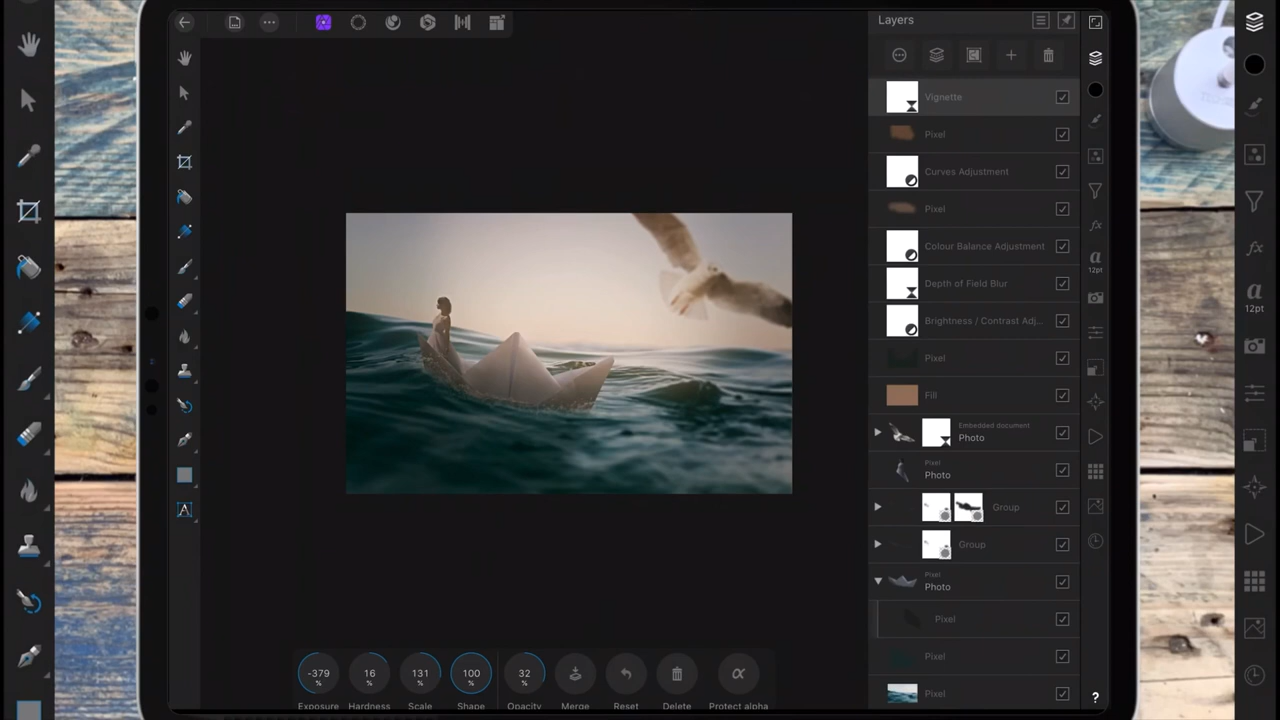 Layers
Vignette
Pixel
Curves Adjustment
Pixel
Colour Balance Adjustment
Depth of Field Blur
Brightness / Contrast Adj...
Pixel
Fill
Embedded document
Photo
Pixel
Photo
Group
Group
Pixel
Photo
Pixel
Pixel
Pixel
a
12pt
a
12pt
A
?
-379
%
16
%
131
%
100
%
32
%
Exposure
Hardness
Scale
Shape
Opacity
Merge
Reset
Delete
Protect alpha